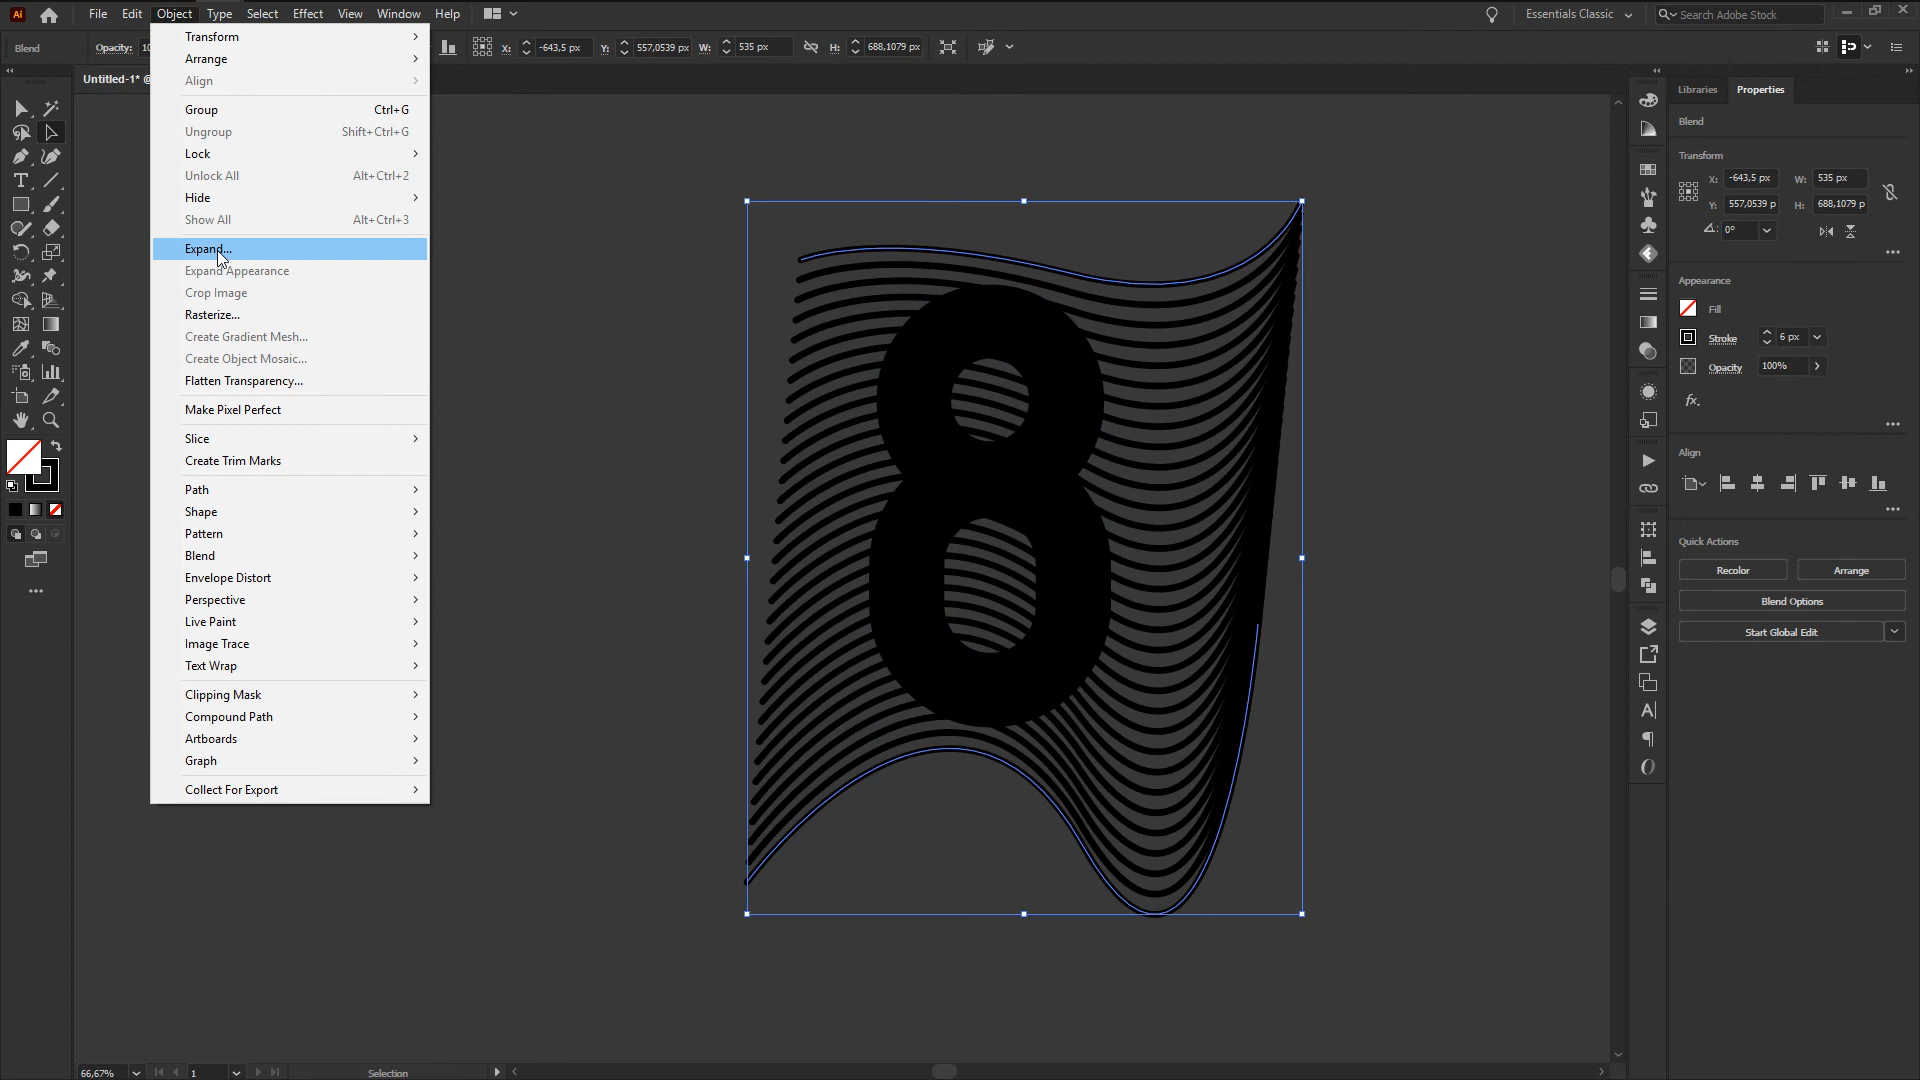 Ai File Edit Object Type Select Effect View Window Help Essentials Classic Search Adobe Stock
Blend Opacity: 10 X: -643,5 px Y: 557,0539 px W: 535 px H: 688,1079 px
Untitled-1* @
Transform
Arrange
Align
Group Ctrl+G
Ungroup Shift+Ctrl+G
Lock
Unlock All Alt+Ctrl+2
Hide
Show All Alt+Ctrl+3
Expand...
Expand Appearance
Crop Image
Rasterize...
Create Gradient Mesh...
Create Object Mosaic...
Flatten Transparency...
Make Pixel Perfect
Slice
Create Trim Marks
Path
Shape
Pattern
Blend
Envelope Distort
Perspective
Live Paint
Image Trace
Text Wrap
Clipping Mask
Compound Path
Artboards
Graph
Collect For Export
8
Libraries Properties
Blend
Transform
X: -643,5 px W: 535 px
Y: 557,0539 p H: 688,1079 p
0°
Appearance
Fill
Stroke 6 px
Opacity 100%
fx.
Align
Quick Actions
Recolor Arrange
Blend Options
Start Global Edit
66,67% 1 Selection